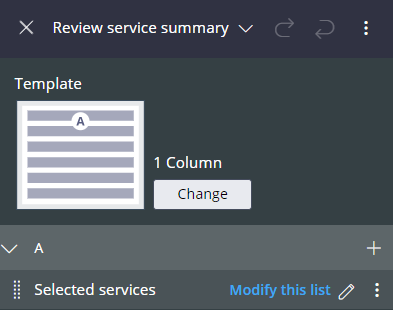 Review service summary
Template
A
1 Column
Change
A
Selected services Modify this list